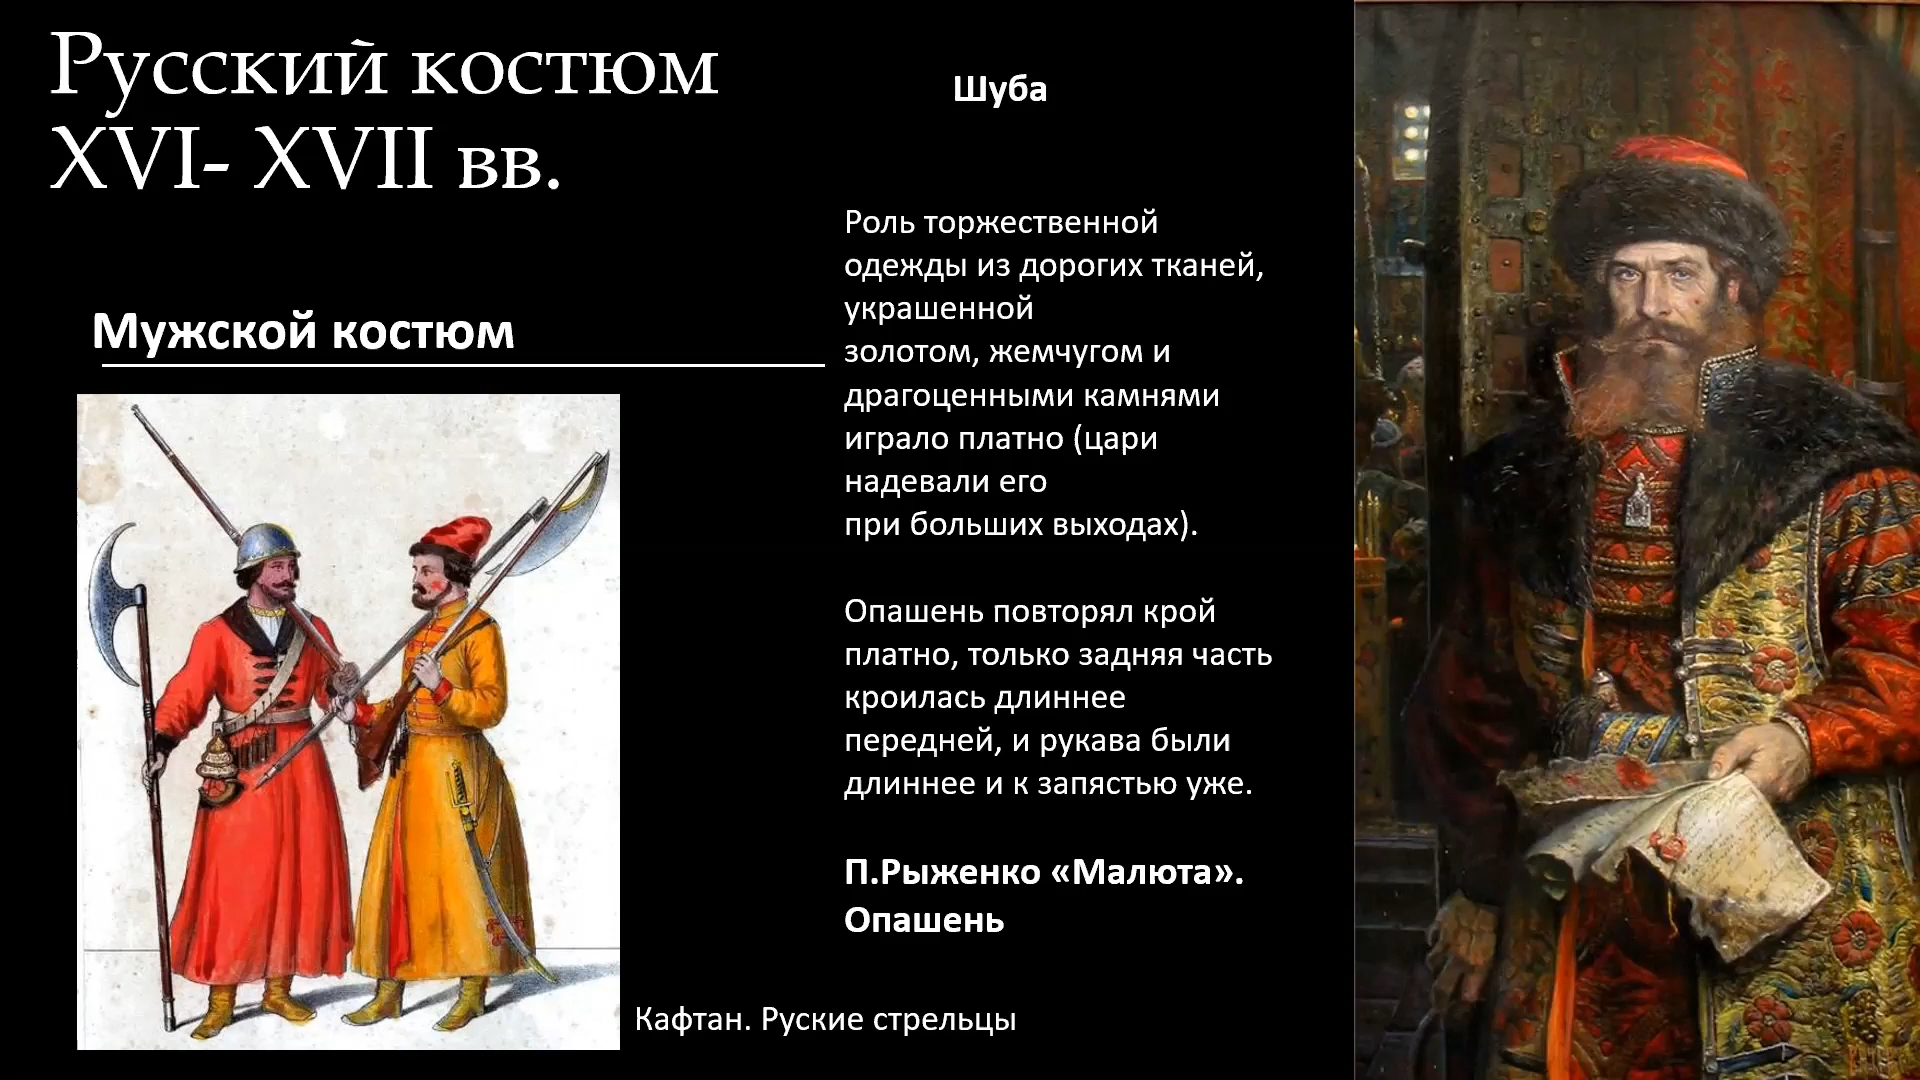 Русский костюм
XVI- XVII вв.
Мужской костюм
Шуба
Роль торжественной
одежды из дорогих тканей,
украшенной
золотом, жемчугом и
драгоценными камнями
играло платно (цари
надевали его
при больших выходах).
Опашень повторял крой
платно, только задняя часть
кроилась длиннее
передней, и рукава были
длиннее и к запястью уже.
П.Рыженко «Малюта».
Опашень
Кафтан. Руские стрельцы